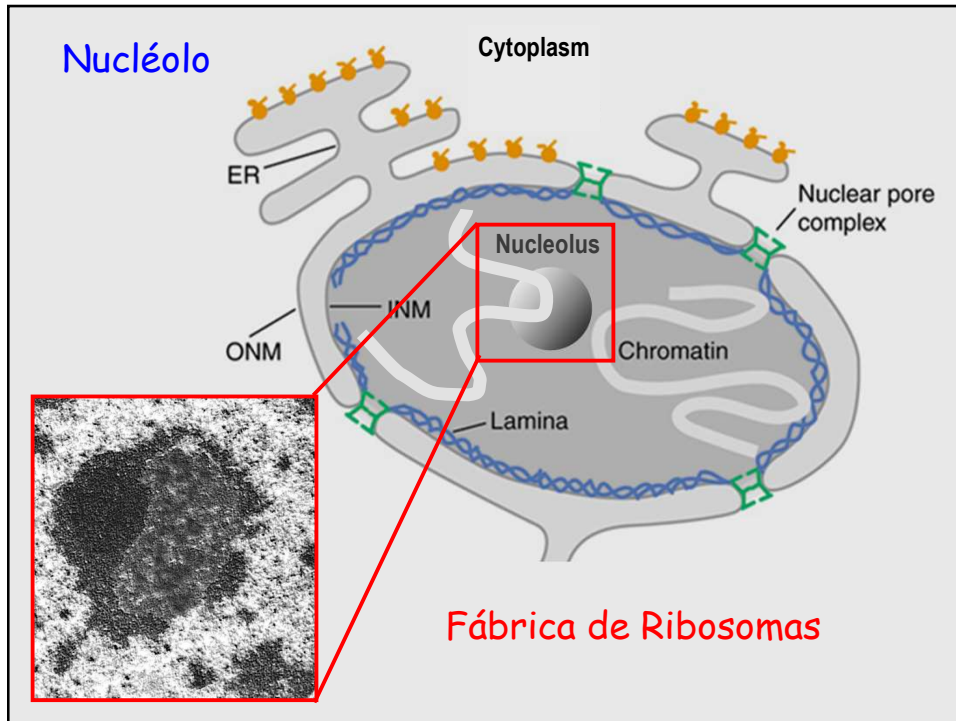 Nucléolo
Cytoplasm
ER
Nuclear pore
complex
Nucleolus
INM
ONM
Chromatin
Lamina
Fábrica de Ribosomas